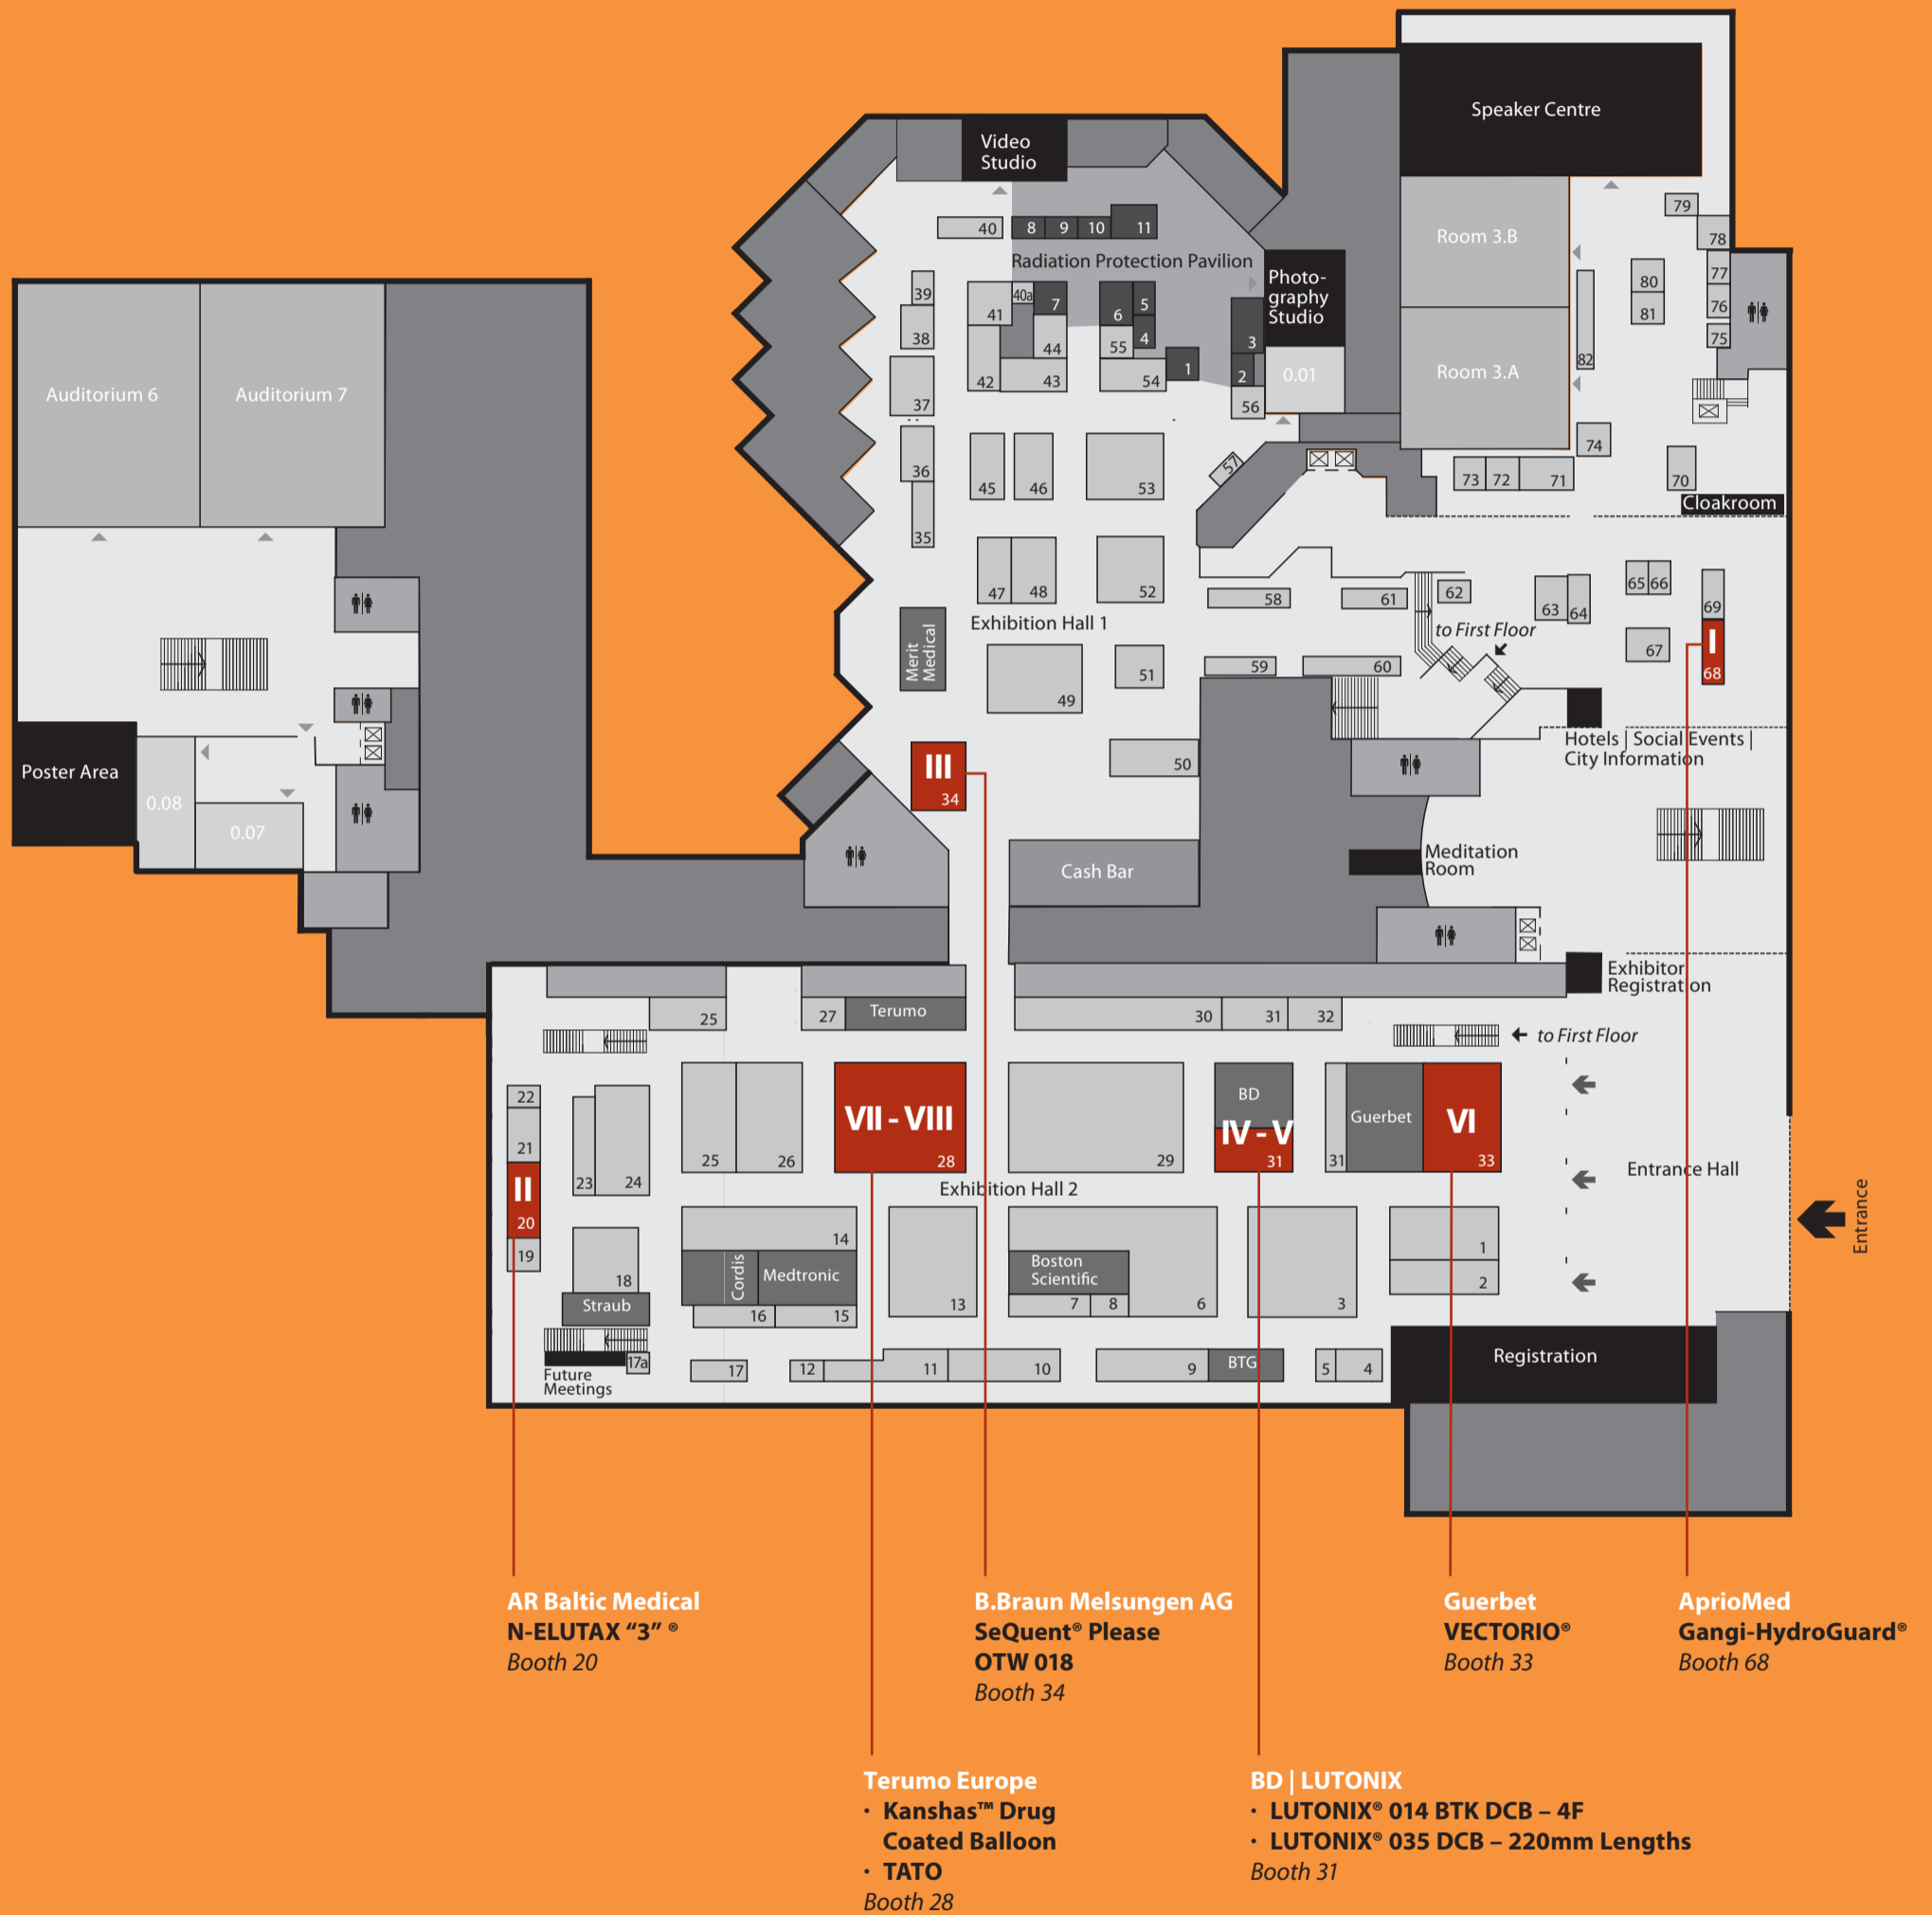 Speaker Centre
Video
Studio
79
78
40
8
9
10
11
Room 3.B
Radiation Protection Pavilion
77
80
76
81
75
Photo-
graphy
Studio
39
40a
7
5
6
41
38
44
55
4
3
1
2
0.01
Room 3.A
82
37
42
43
54
56
Auditorium 6
Auditorium 7
74
36
45
46
53
57
73
72
71
70
Cloakroom
35
47
48
52
58
61
62
63
64
65
66
69
Exhibition Hall 1
to First Floor
Merit
Medical
67
I
68
51
59
60
49
Hotels | Social Events |
City Information
III
34
50
Poster Area
0.08
0.07
Cash Bar
Meditation
Room
Exhibitor
Registration
25
27
Terumo
30
31
32
to First Floor
22
21
II
20
19
23
24
25
26
VII - VIII
28
29
BD
IV - V
31
31
Guerbet
VI
33
Entrance Hall
Entrance
Exhibition Hall 2
14
Cordis
Medtronic
16
15
13
Boston
Scientific
7
8
6
3
1
2
18
Straub
17a
Future
Meetings
17
12
11
10
9
BTG
5
4
Registration
AR Baltic Medical
N-ELUTAX “3” ®
Booth 20
B.Braun Melsungen AG
SeQuent® Please
OTW 018
Booth 34
Guerbet
VECTORIO®
Booth 33
AprioMed
Gangi-HydroGuard®
Booth 68
Terumo Europe
· Kanshas™ Drug
Coated Balloon
· TATO
Booth 28
BD | LUTONIX
· LUTONIX® 014 BTK DCB – 4F
· LUTONIX® 035 DCB – 220mm Lengths
Booth 31